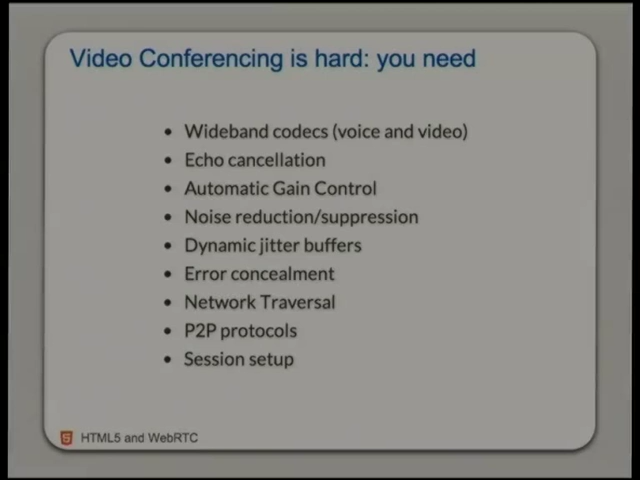 Video Conferencing is hard: you need
• Wideband codecs (voice and video)
• Echo cancellation
• Automatic Gain Control
• Noise reduction/suppression
• Dynamic jitter buffers
• Error concealment
• Network Traversal
• P2P protocols
• Session setup
HTML5 and WebRTC